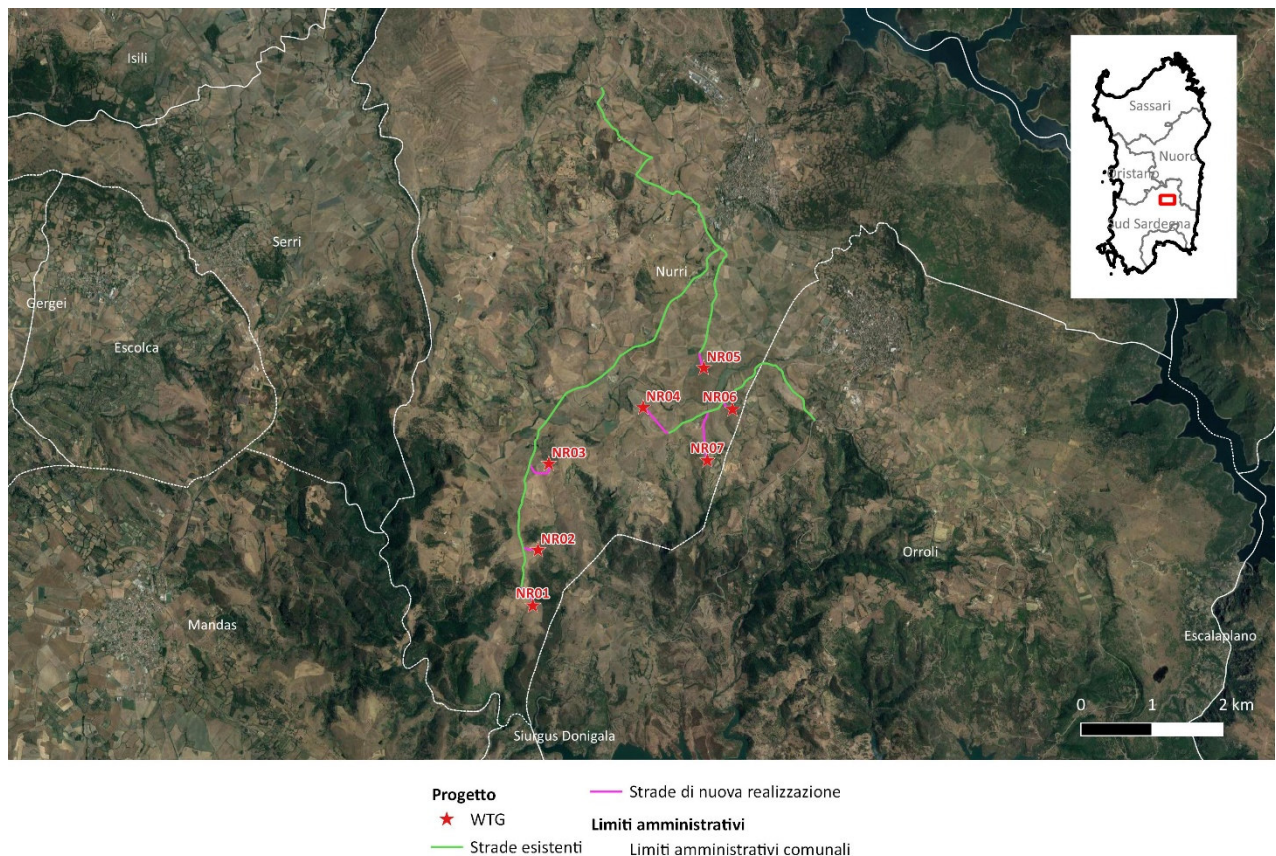 Isili
Sassari
Nuoro
Oristano
Sud Sardegna
Serri
Nurri
Gergei
Escolca
NR05
NR04
NR06
NR03
NR07
NR02
Orroli
NR01
Mandas
Escalaplano
0 1 2 km
Siurgus Donigala
Progetto
WTG
Strade esistenti
Strade di nuova realizzazione
Limiti amministrativi
Limiti amministrativi comunali